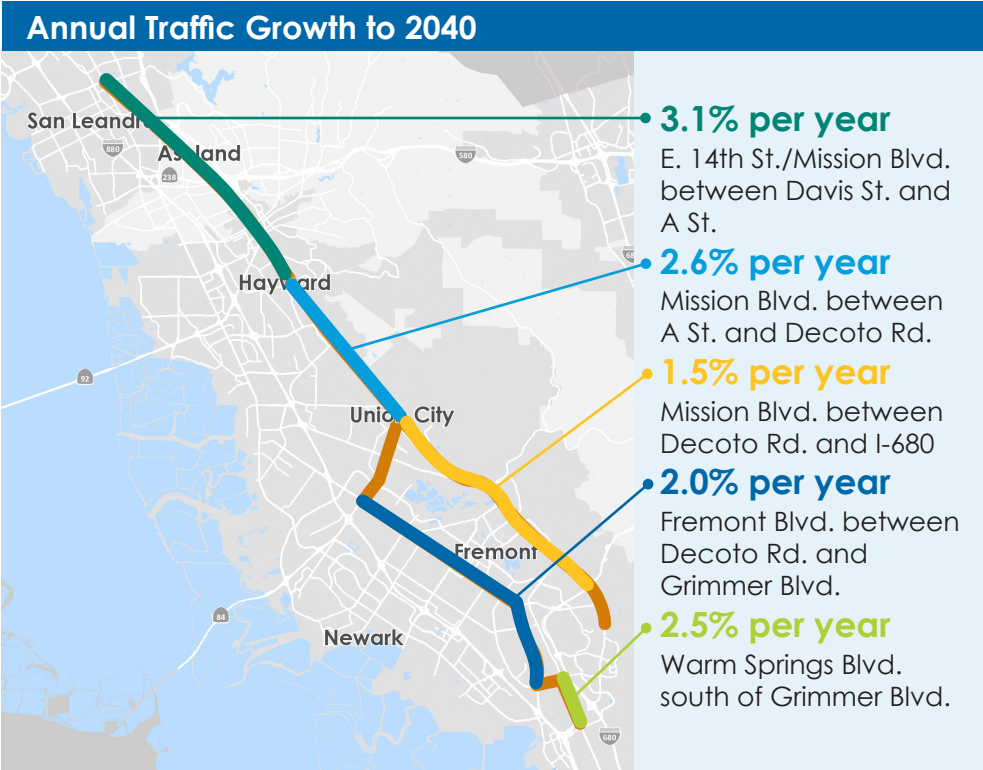 Annual Traffic Growth to 2040
San Leandro
880
Ashland
238
580
680
Hayward
92
Union City
Fremont
84
Newark
680
3.1% per year
E. 14th St./Mission Blvd.
between Davis St. and
A St.
2.6% per year
Mission Blvd. between
A St. and Decoto Rd.
1.5% per year
Mission Blvd. between
Decoto Rd. and I-680
2.0% per year
Fremont Blvd. between
Decoto Rd. and
Grimmer Blvd.
2.5% per year
Warm Springs Blvd.
south of Grimmer Blvd.